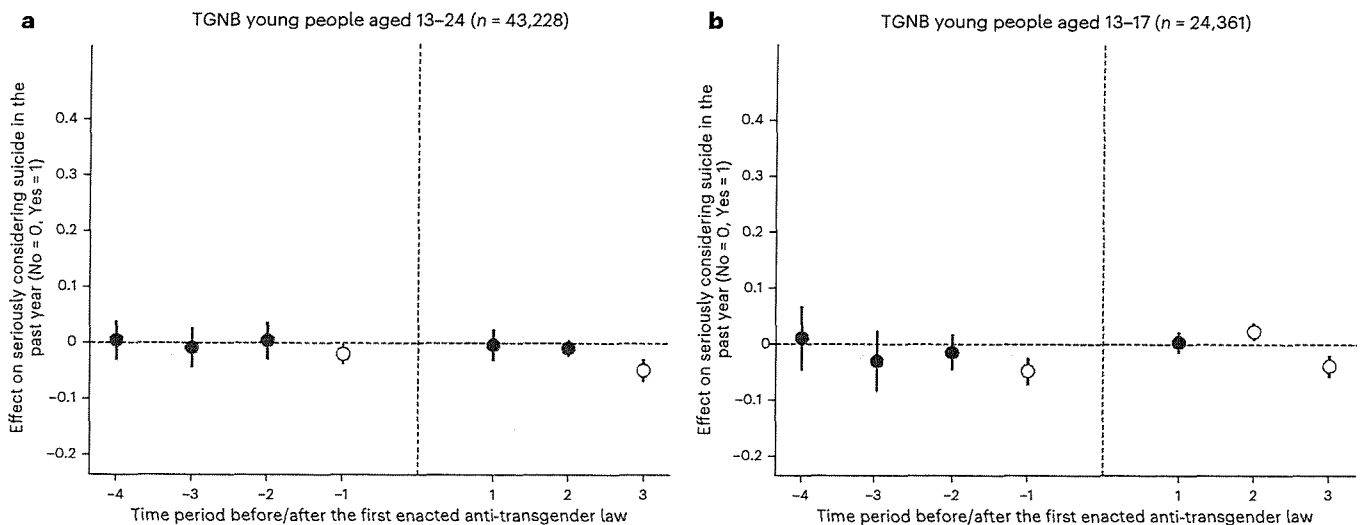 a
TGNB young people aged 13–24 (n = 43,228)
Effect on seriously considering suicide in the
past year (No = 0, Yes = 1)
0.4
0.3
0.2
0.1
0
–0.1
–0.2
–4 –3 –2 –1 1 2 3
Time period before/after the first enacted anti-transgender law
b
TGNB young people aged 13–17 (n = 24,361)
Effect on seriously considering suicide in the
past year (No = 0, Yes = 1)
0.4
0.3
0.2
0.1
0
–0.1
–0.2
–4 –3 –2 –1 1 2 3
Time period before/after the first enacted anti-transgender law